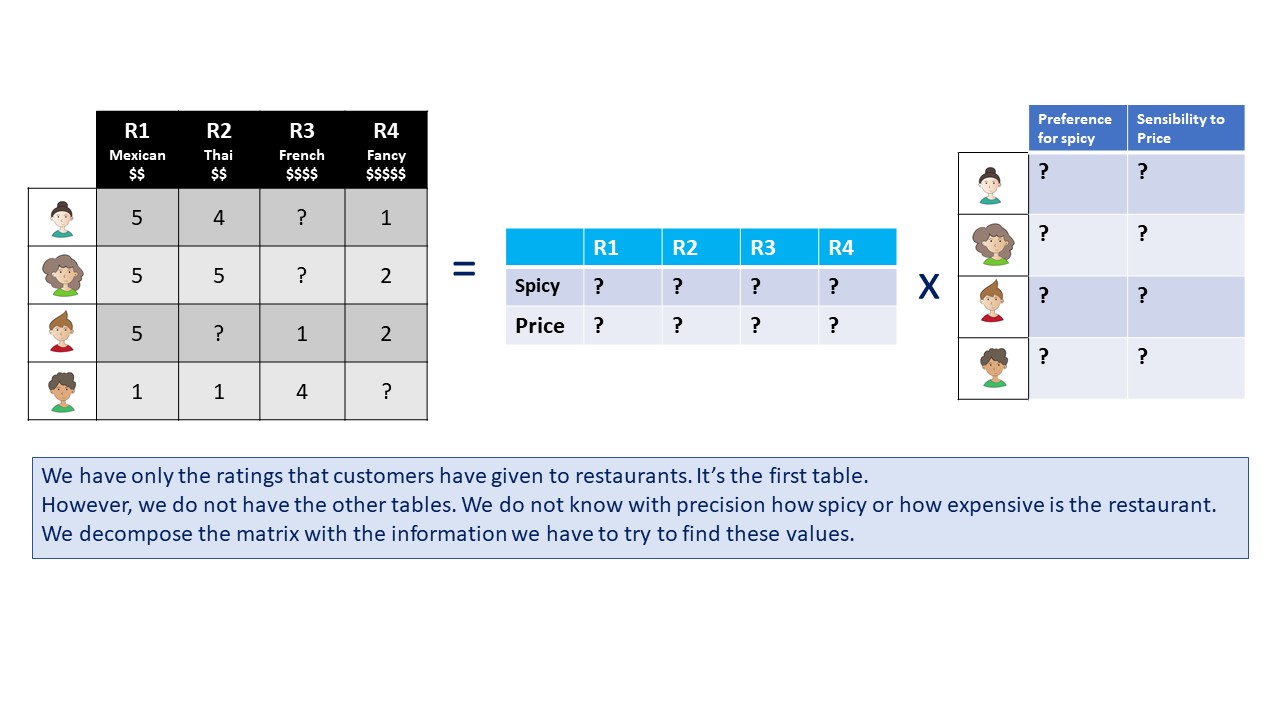 R1 R2 R3 R4
Mexican Thai French Fancy
$$ $$ $$$$ $$$$$
5 4 ? 1
5 5 ? 2
5 ? 1 2
1 1 4 ?
=
R1 R2 R3 R4
Spicy ? ? ? ?
Price ? ? ? ?
X
Preference for spicy
Sensibility to Price
? ?
? ?
? ?
? ?
We have only the ratings that customers have given to restaurants. It’s the first table.
However, we do not have the other tables. We do not know with precision how spicy or how expensive is the restaurant.
We decompose the matrix with the information we have to try to find these values.